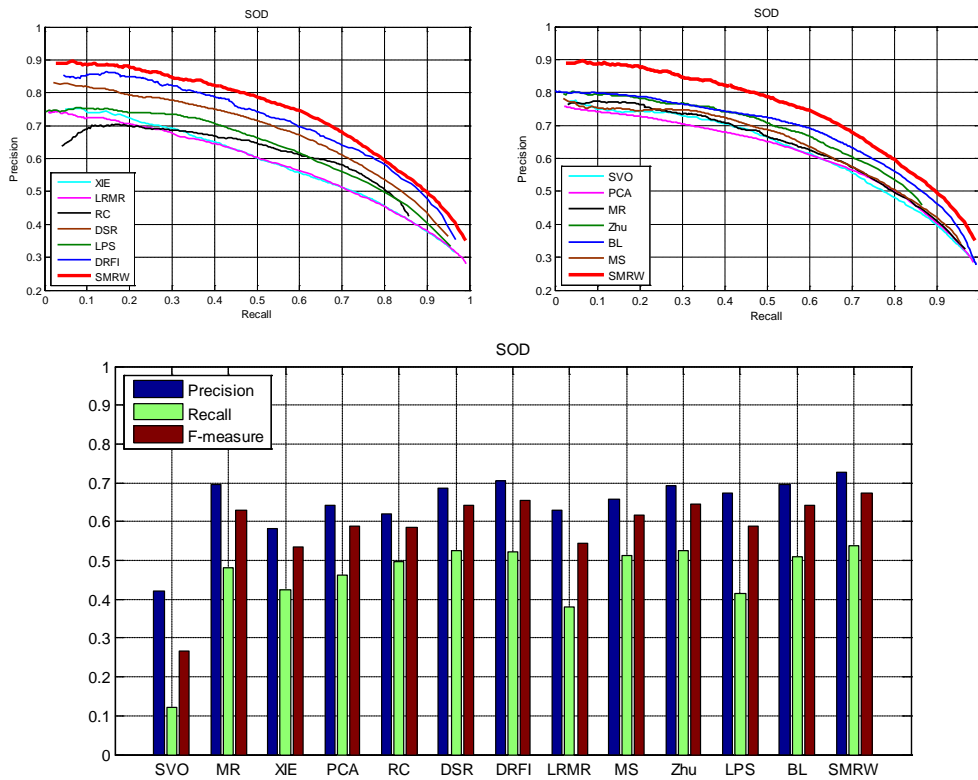 SOD
1
0.9
0.8
0.7
0.6
0.5
0.4
0.3
0.2
0 0.1 0.2 0.3 0.4 0.5 0.6 0.7 0.8 0.9 1
Precision
Recall
XIE
LRMR
RC
DSR
LPS
DRFI
SMRW
SOD
1
0.9
0.8
0.7
0.6
0.5
0.4
0.3
0.2
0 0.1 0.2 0.3 0.4 0.5 0.6 0.7 0.8 0.9 1
Precision
Recall
SVO
PCA
MR
Zhu
BL
MS
SMRW
SOD
1
0.9
0.8
0.7
0.6
0.5
0.4
0.3
0.2
0.1
0
Precision
Recall
F-measure
SVO MR XIE PCA RC DSR DRFI LRMR MS Zhu LPS BL SMRW